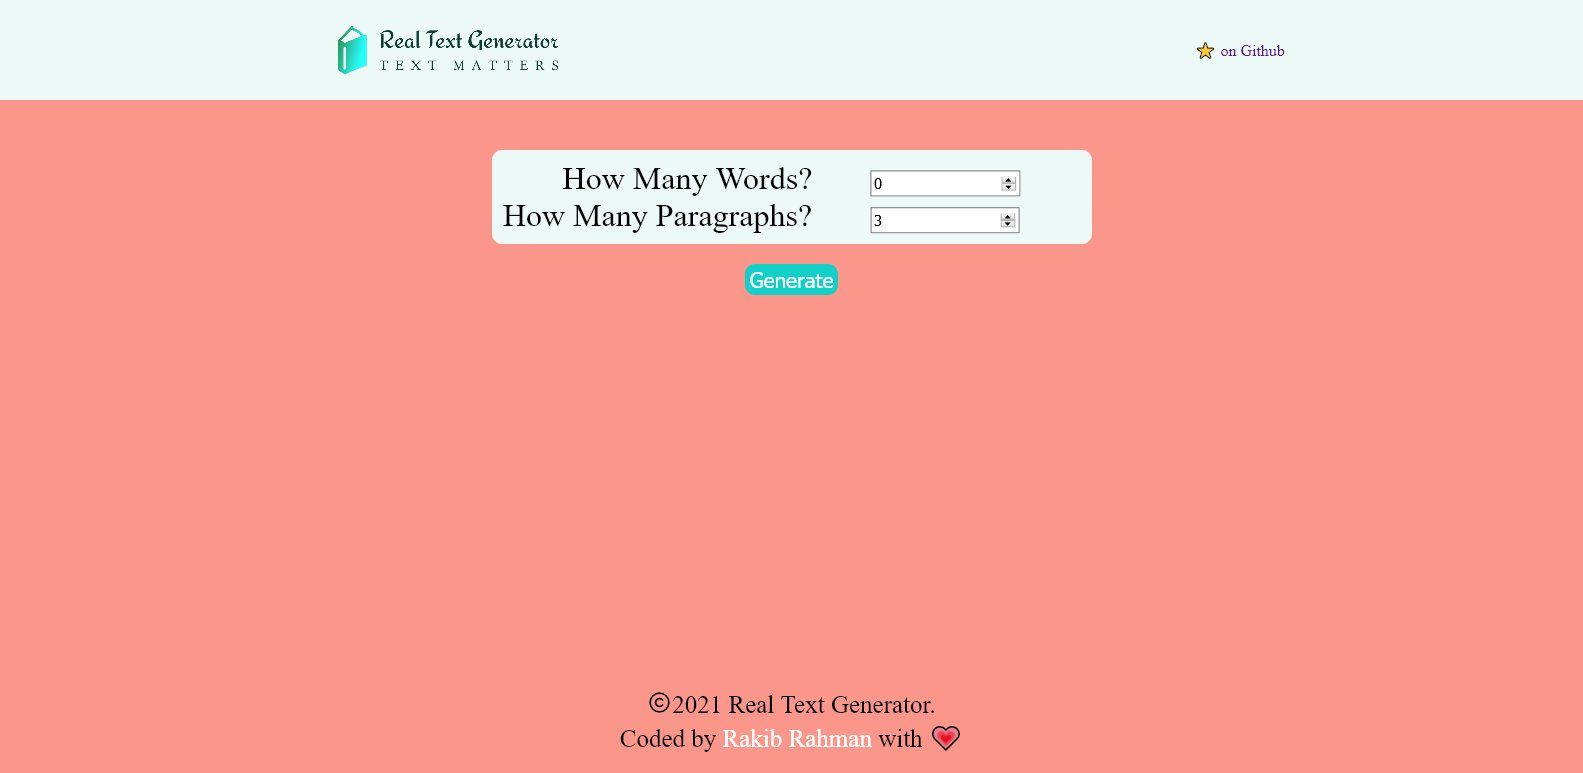 Real Text Generator
TEXT MATTERS
on Github
How Many Words?
0
How Many Paragraphs?
3
Generate
©2021 Real Text Generator.
Coded by Rakib Rahman with